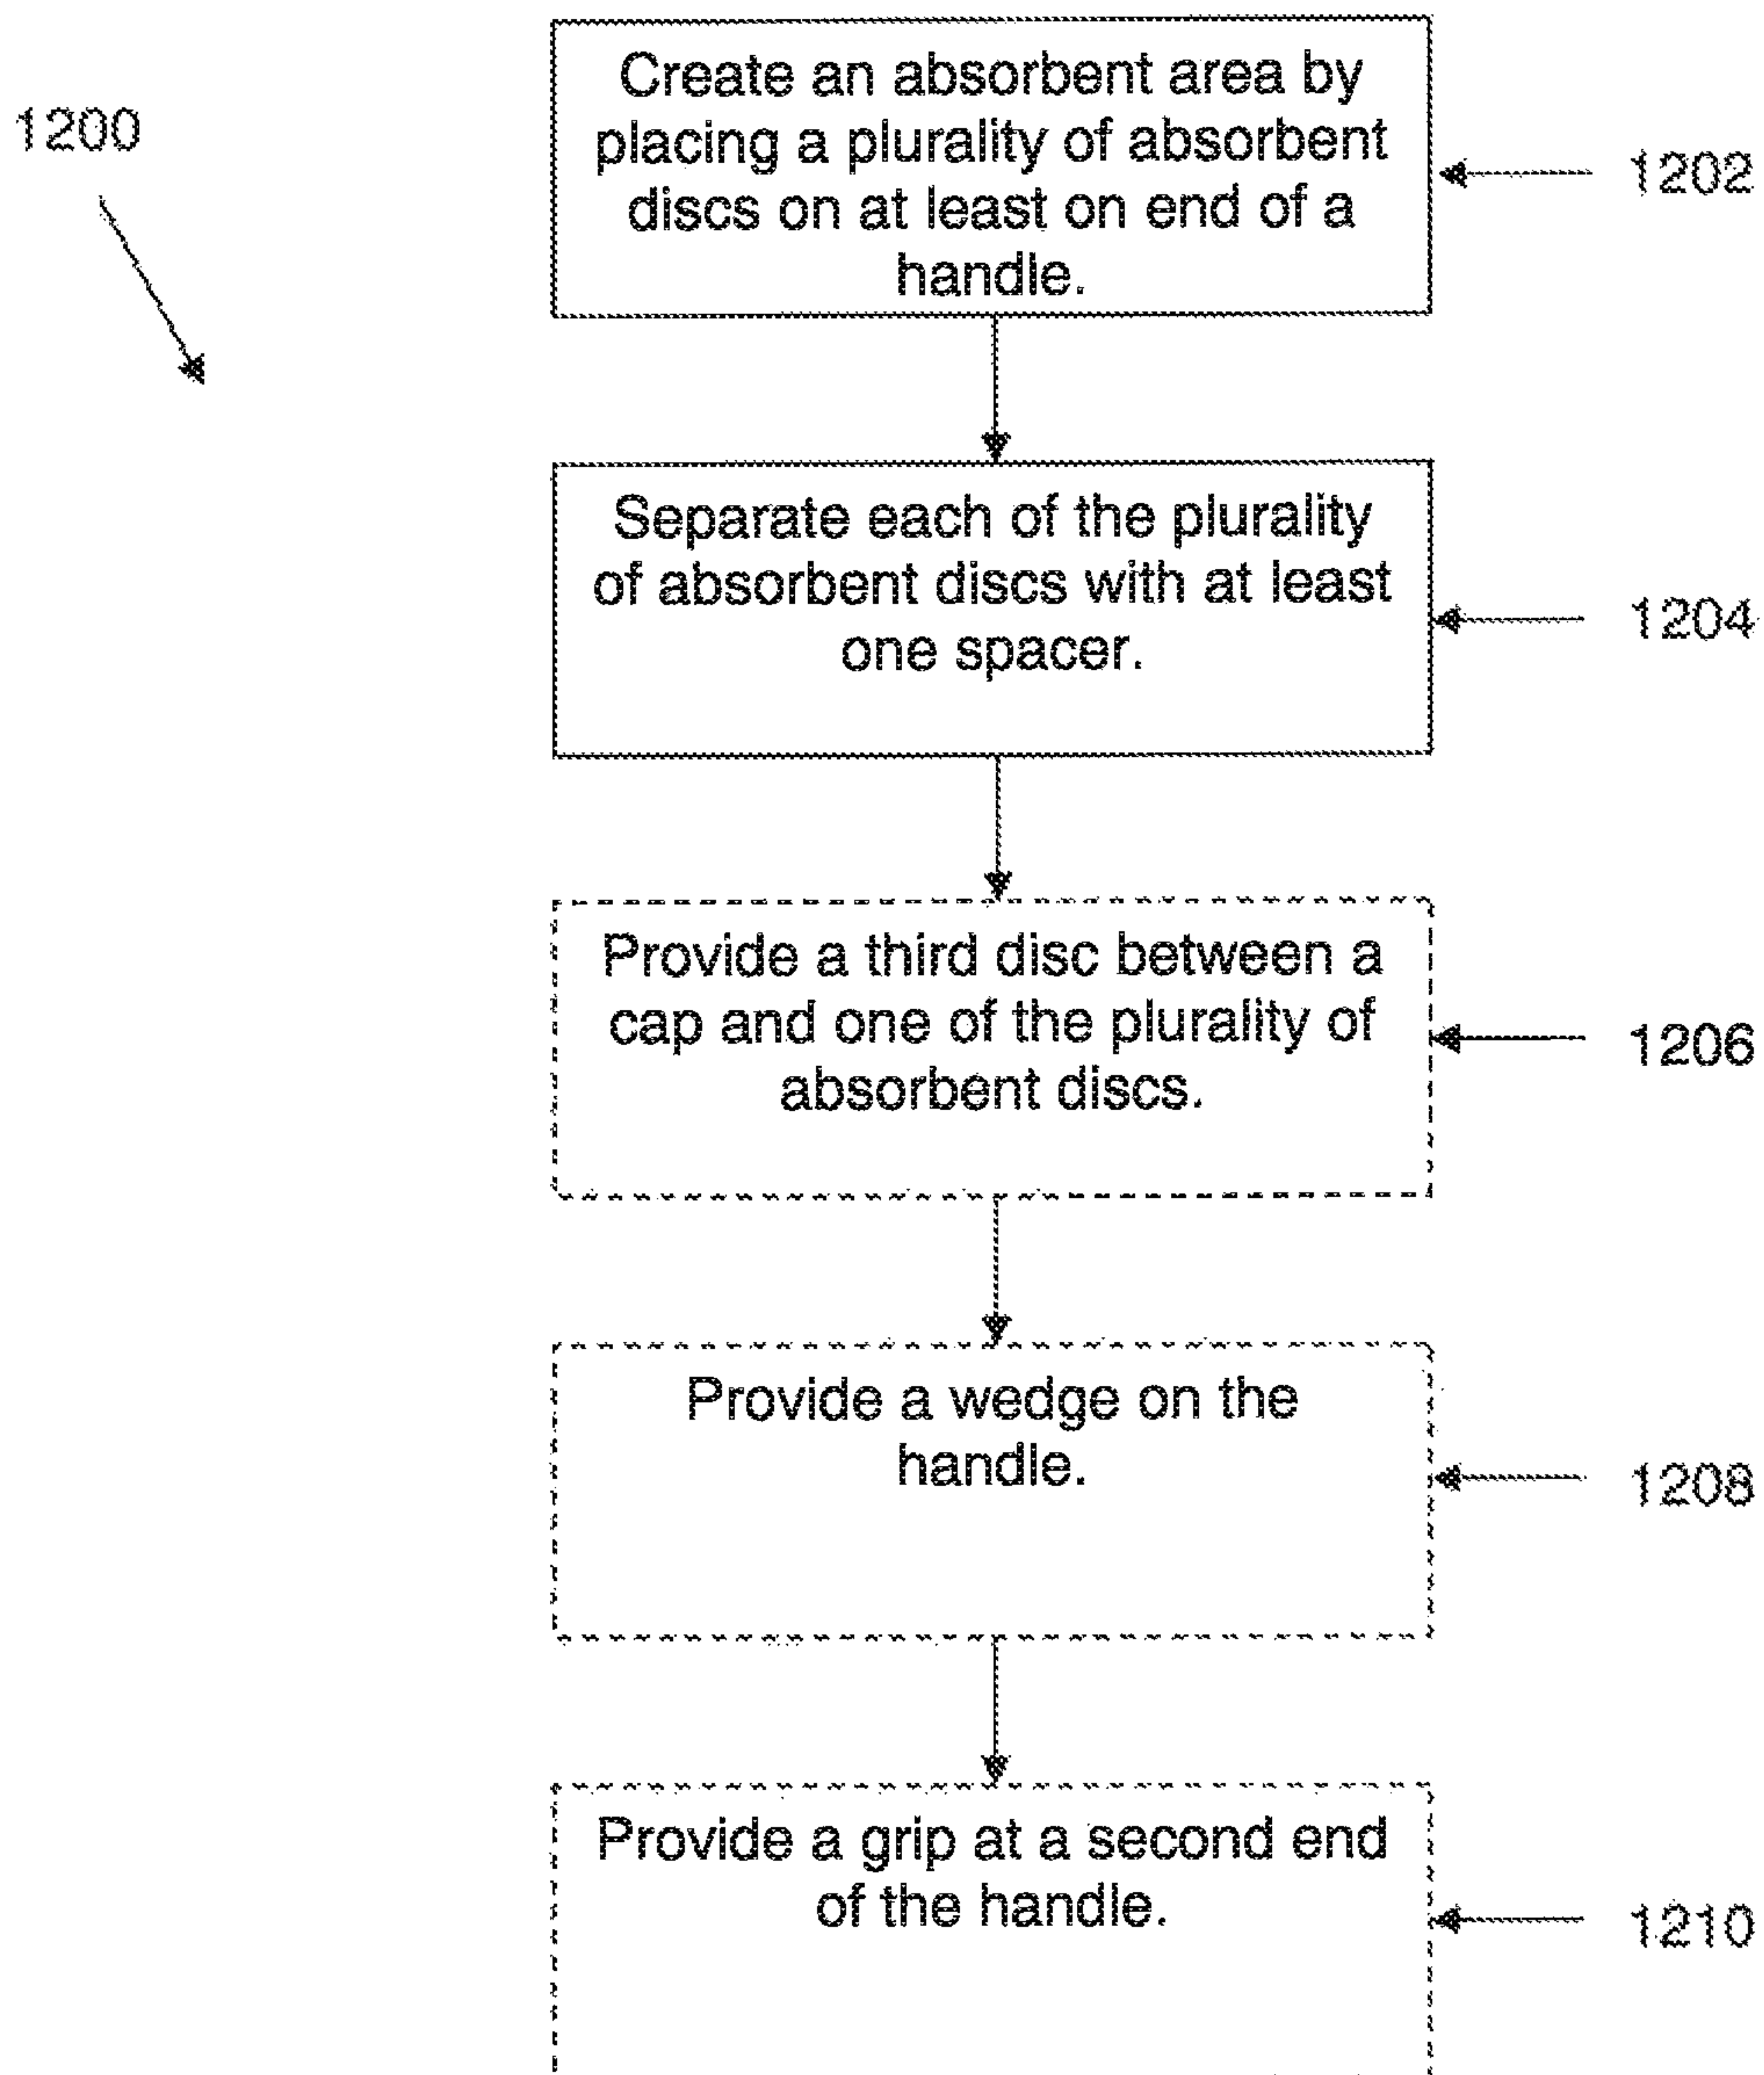 1200
Create an absorbent area by
placing a plurality of absorbent
discs on at least on end of a
handle.
1202
Separate each of the plurality
of absorbent discs with at least
one spacer.
1204
Provide a third disc between a
cap and one of the plurality of
absorbent discs.
1206
Provide a wedge on the
handle.
1208
Provide a grip at a second end
of the handle.
1210